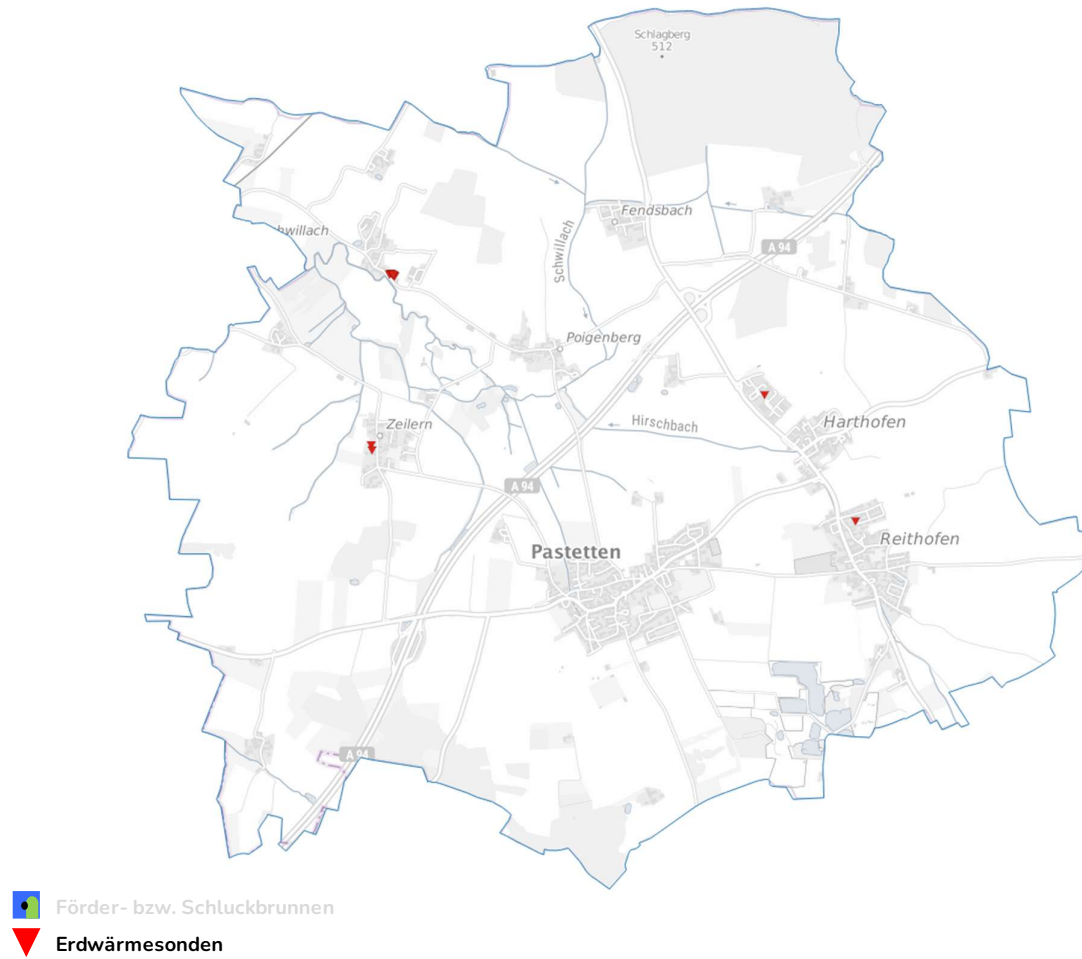 Schlagberg
512
Fendsbach
hwillach
Schwillach
A 94
Poigenberg
Zeilern
Hirschbach
Harthofen
A 94
Pastetten
Reithofen
A 94
Förder- bzw. Schluckbrunnen
Erdwärmesonden